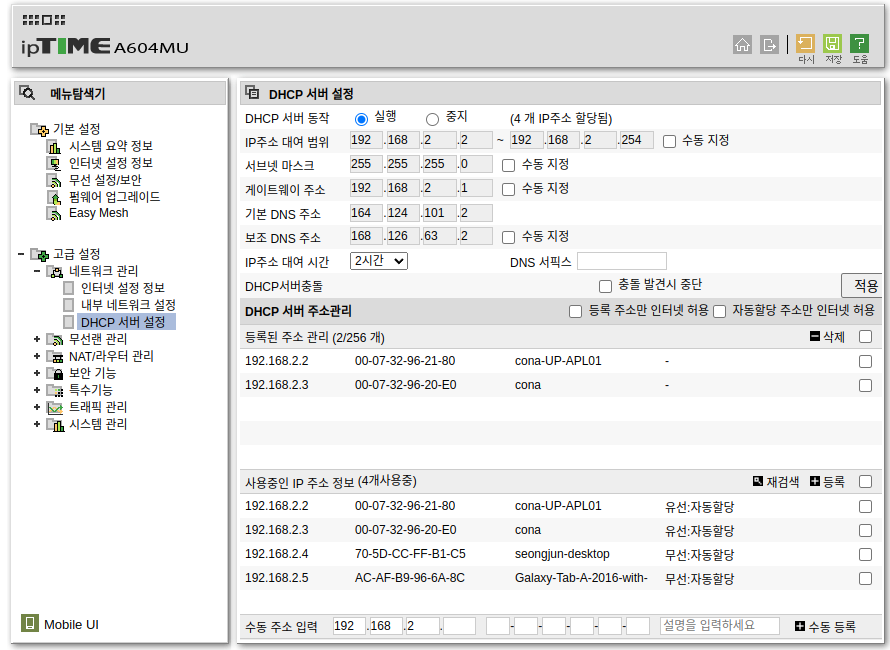 ipTIME A604MU
다시 저장 도움
메뉴탐색기
기본 설정
시스템 요약 정보
인터넷 설정 정보
무선 설정/보안
펌웨어 업그레이드
Easy Mesh
고급 설정
네트워크 관리
인터넷 설정 정보
내부 네트워크 설정
DHCP 서버 설정
무선랜 관리
NAT/라우터 관리
보안 기능
특수기능
트래픽 관리
시스템 관리
Mobile UI
DHCP 서버 설정
DHCP 서버 동작 실행 중지 (4 개 IP주소 할당됨)
IP주소 대여 범위 192 .168 .2 .2 ~ 192 .168 .2 .254 수동 지정
서브넷 마스크 255 .255 .255 .0 수동 지정
게이트웨이 주소 192 .168 .2 .1 수동 지정
기본 DNS 주소 164 .124 .101 .2
보조 DNS 주소 168 .126 .63 .2 수동 지정
IP주소 대여 시간 2시간 DNS 서픽스
DHCP서버충돌 충돌 발견시 중단 적용
DHCP 서버 주소관리 등록 주소만 인터넷 허용 자동할당 주소만 인터넷 허용
등록된 주소 관리 (2/256 개) 삭제
192.168.2.2 00-07-32-96-21-80 cona-UP-APL01 -
192.168.2.3 00-07-32-96-20-E0 cona -
사용중인 IP 주소 정보 (4개사용중) 재검색 등록
192.168.2.2 00-07-32-96-21-80 cona-UP-APL01 유선:자동할당
192.168.2.3 00-07-32-96-20-E0 cona 유선:자동할당
192.168.2.4 70-5D-CC-FF-B1-C5 seongjun-desktop 무선:자동할당
192.168.2.5 AC-AF-B9-96-6A-8C Galaxy-Tab-A-2016-with- 무선:자동할당
수동 주소 입력 192 .168 .2 . - - - - - 설명을 입력하세요 수동 등록